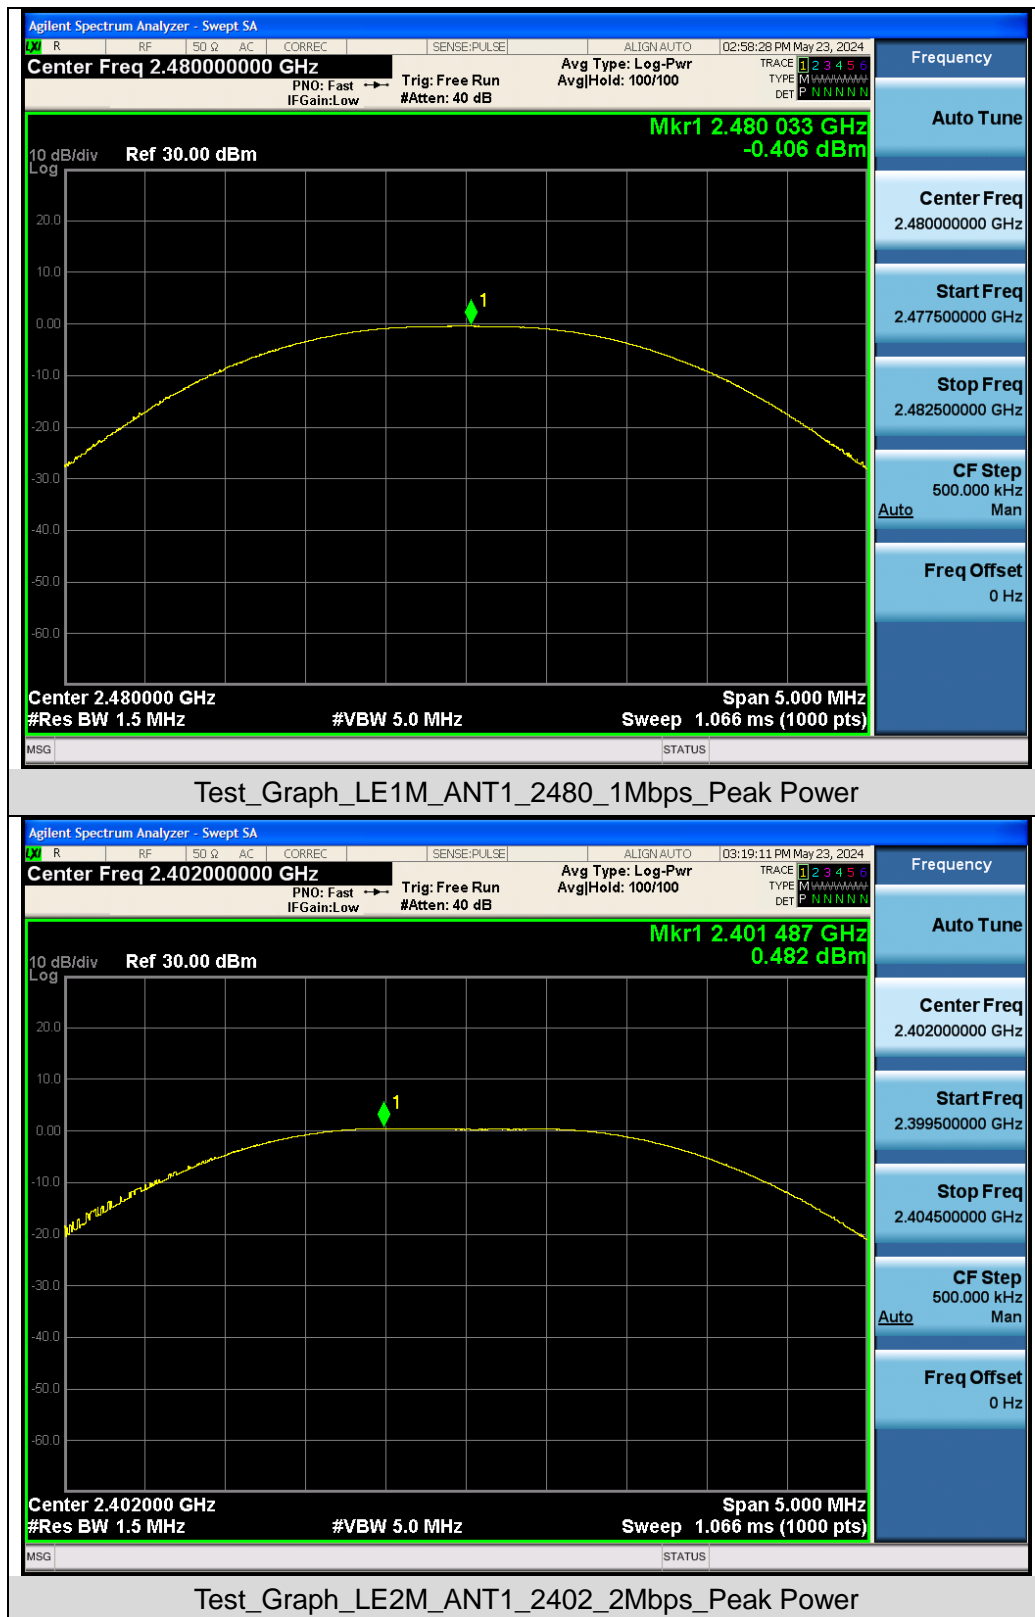 Agilent Spectrum Analyzer - Swept SA
LXI R RF 50 Ω AC CORREC SENSE:PULSE ALIGN AUTO 02:58:28 PM May 23, 2024
Center Freq 2.480000000 GHz
PNO: Fast
IFGain:Low
Trig: Free Run
#Atten: 40 dB
Avg Type: Log-Pwr
Avg|Hold: 100/100
TRACE 1 2 3 4 5 6
TYPE M WWWWW
DET P N N N N N
Mkr1 2.480 033 GHz
-0.406 dBm
10 dB/div Ref 30.00 dBm
Log
20.0
10.0
0.00
-10.0
-20.0
-30.0
-40.0
-50.0
-60.0
1
Center 2.480000 GHz Span 5.000 MHz
#Res BW 1.5 MHz #VBW 5.0 MHz Sweep 1.066 ms (1000 pts)
MSG STATUS
Frequency
Auto Tune
Center Freq
2.480000000 GHz
Start Freq
2.477500000 GHz
Stop Freq
2.482500000 GHz
CF Step
500.000 kHz
Auto Man
Freq Offset
0 Hz
Test_Graph_LE1M_ANT1_2480_1Mbps_Peak Power
Agilent Spectrum Analyzer - Swept SA
LXI R RF 50 Ω AC CORREC SENSE:PULSE ALIGN AUTO 03:19:11 PM May 23, 2024
Center Freq 2.402000000 GHz
PNO: Fast
IFGain:Low
Trig: Free Run
#Atten: 40 dB
Avg Type: Log-Pwr
Avg|Hold: 100/100
TRACE 1 2 3 4 5 6
TYPE M WWWWW
DET P N N N N N
Mkr1 2.401 487 GHz
0.482 dBm
10 dB/div Ref 30.00 dBm
Log
20.0
10.0
0.00
-10.0
-20.0
-30.0
-40.0
-50.0
-60.0
1
Center 2.402000 GHz Span 5.000 MHz
#Res BW 1.5 MHz #VBW 5.0 MHz Sweep 1.066 ms (1000 pts)
MSG STATUS
Frequency
Auto Tune
Center Freq
2.402000000 GHz
Start Freq
2.399500000 GHz
Stop Freq
2.404500000 GHz
CF Step
500.000 kHz
Auto Man
Freq Offset
0 Hz
Test_Graph_LE2M_ANT1_2402_2Mbps_Peak Power